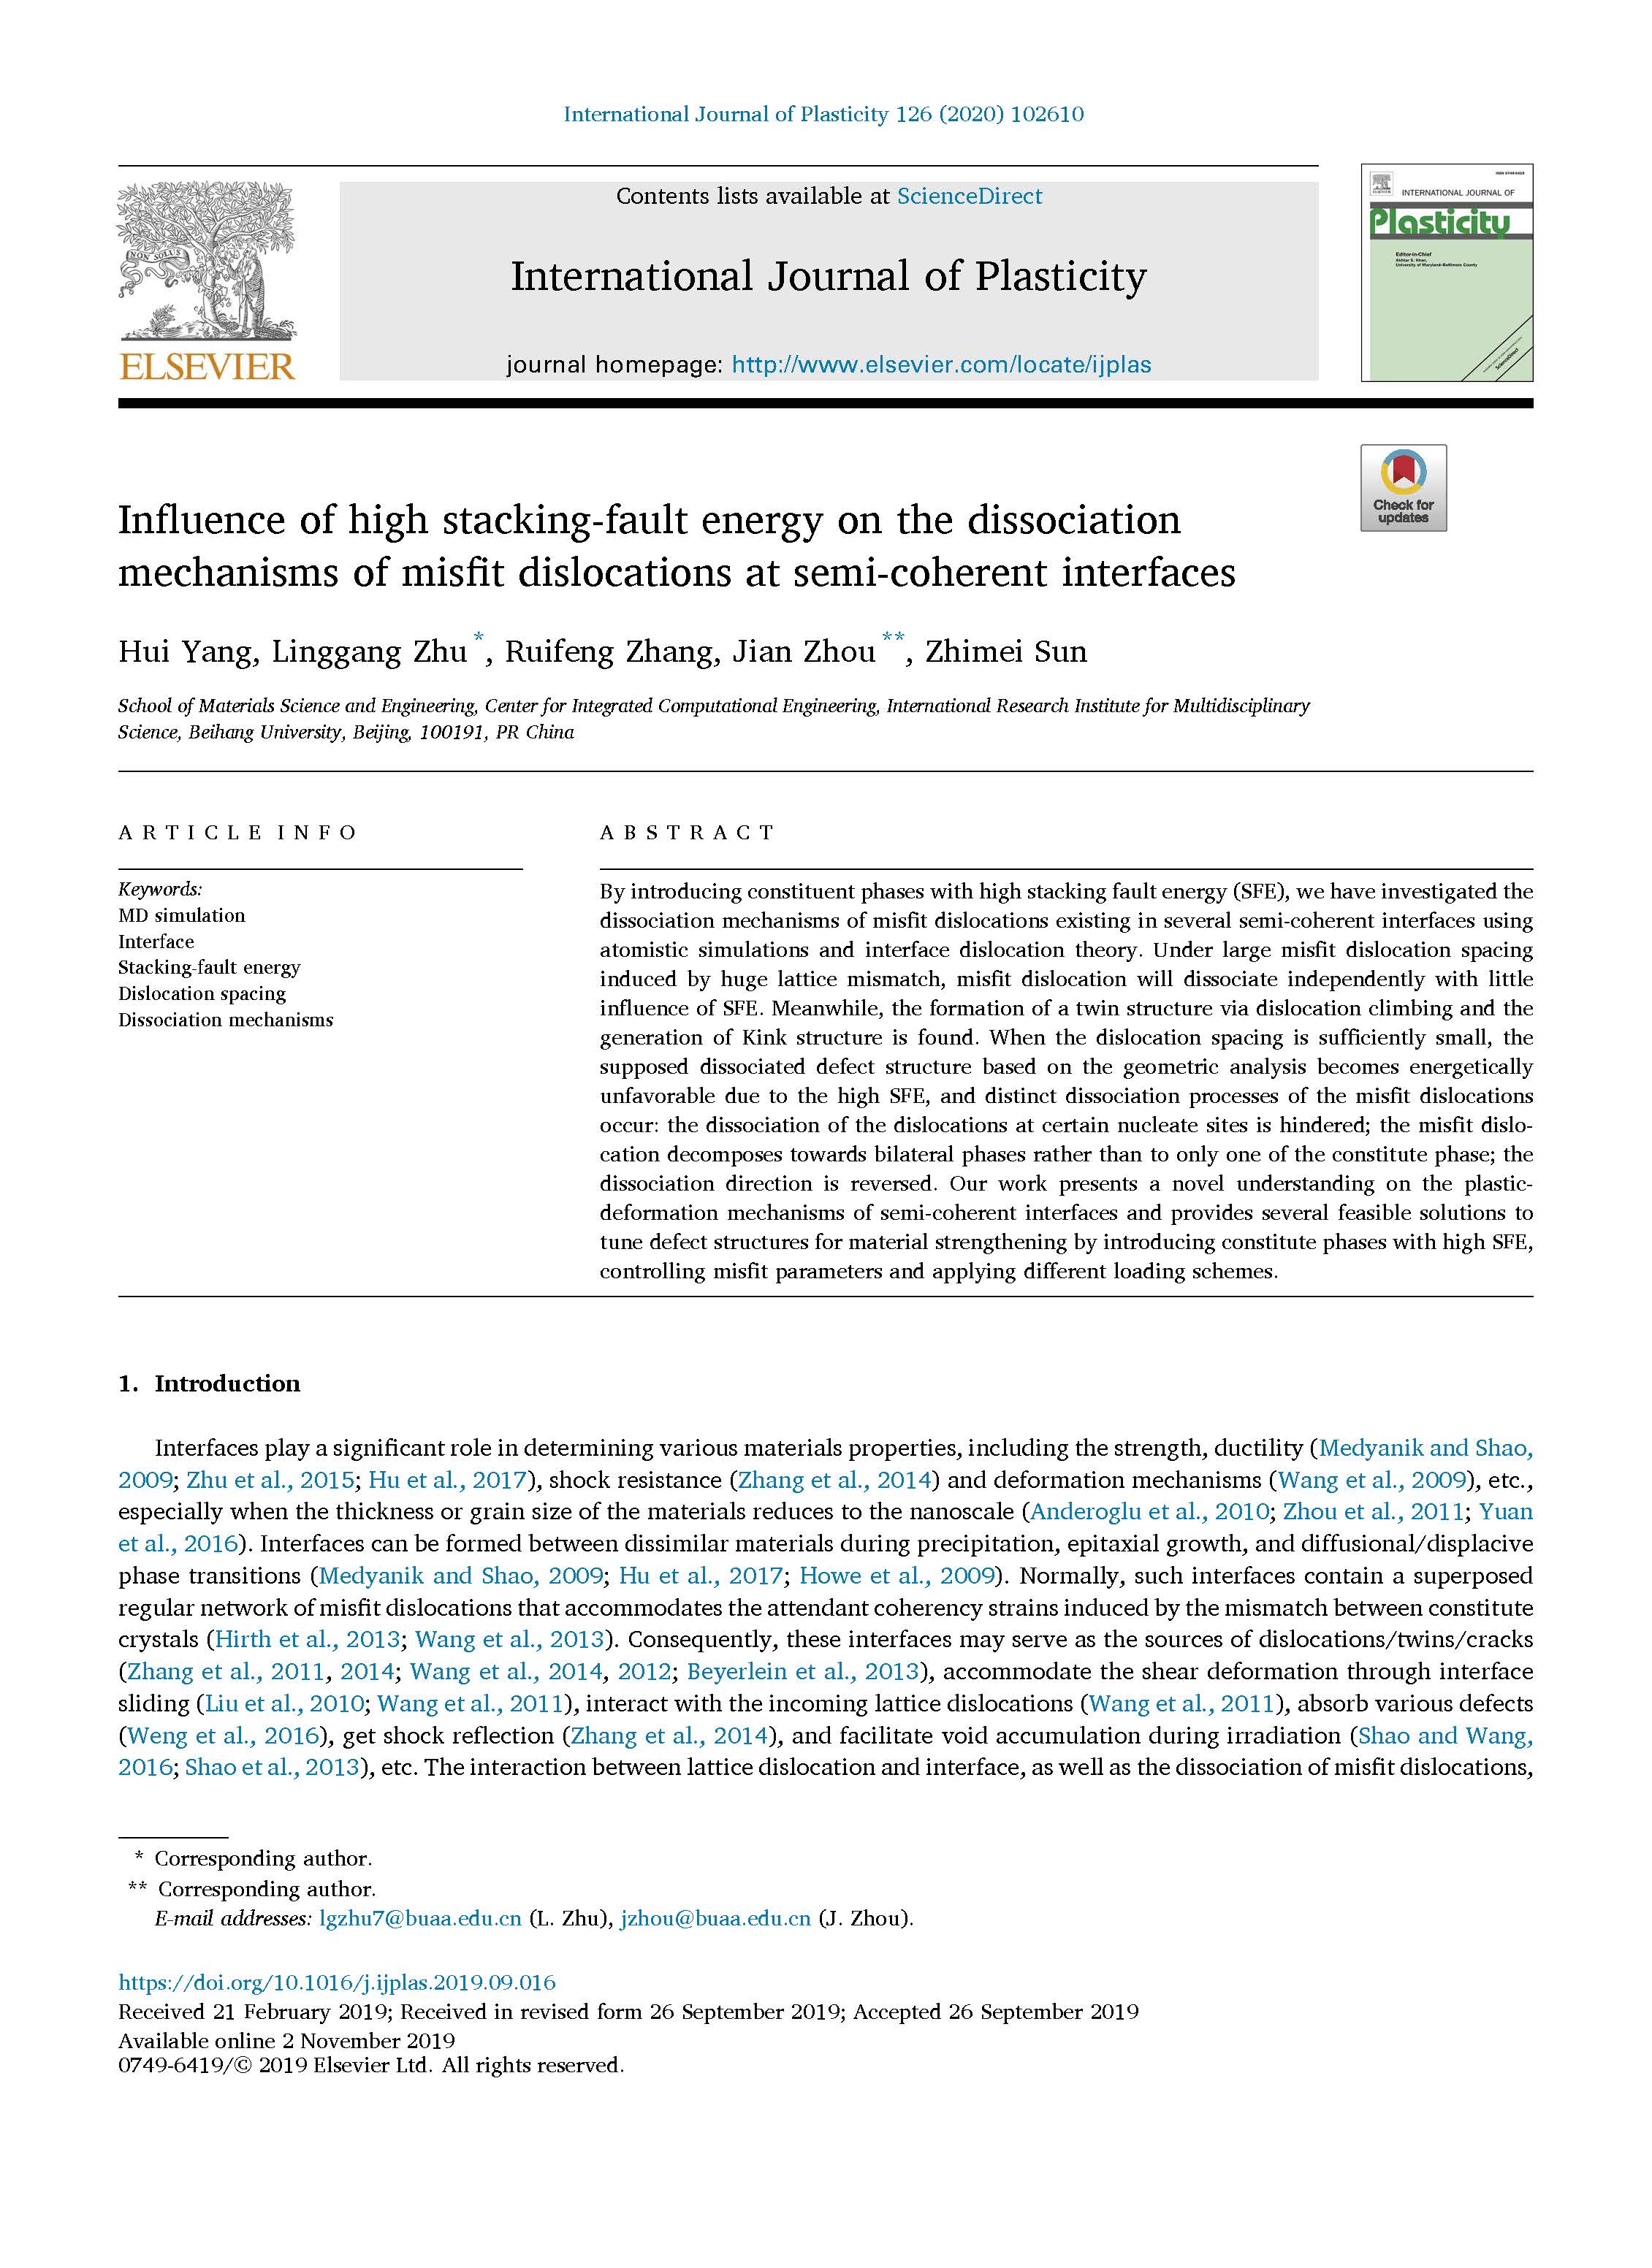 International Journal of Plasticity 126 (2020) 102610
Contents lists available at ScienceDirect
International Journal of Plasticity
journal homepage: http://www.elsevier.com/locate/ijplas
NON SOLUS
ELSEVIER
INTERNATIONAL JOURNAL OF
Plasticity
Editor-in-Chief
Akhtar S. Khan,
University of Maryland-Baltimore County
ScienceDirect
Check for
updates
Influence of high stacking-fault energy on the dissociation
mechanisms of misfit dislocations at semi-coherent interfaces
Hui Yang, Linggang Zhu*, Ruifeng Zhang, Jian Zhou**, Zhimei Sun
School of Materials Science and Engineering, Center for Integrated Computational Engineering, International Research Institute for Multidisciplinary
Science, Beihang University, Beijing, 100191, PR China
ARTICLE INFO
Keywords:
MD simulation
Interface
Stacking-fault energy
Dislocation spacing
Dissociation mechanisms
ABSTRACT
By introducing constituent phases with high stacking fault energy (SFE), we have investigated the
dissociation mechanisms of misfit dislocations existing in several semi-coherent interfaces using
atomistic simulations and interface dislocation theory. Under large misfit dislocation spacing
induced by huge lattice mismatch, misfit dislocation will dissociate independently with little
influence of SFE. Meanwhile, the formation of a twin structure via dislocation climbing and the
generation of Kink structure is found. When the dislocation spacing is sufficiently small, the
supposed dissociated defect structure based on the geometric analysis becomes energetically
unfavorable due to the high SFE, and distinct dissociation processes of the misfit dislocations
occur: the dissociation of the dislocations at certain nucleate sites is hindered; the misfit dislo-
cation decomposes towards bilateral phases rather than to only one of the constitute phase; the
dissociation direction is reversed. Our work presents a novel understanding on the plastic-
deformation mechanisms of semi-coherent interfaces and provides several feasible solutions to
tune defect structures for material strengthening by introducing constitute phases with high SFE,
controlling misfit parameters and applying different loading schemes.
1. Introduction
Interfaces play a significant role in determining various materials properties, including the strength, ductility (Medyanik and Shao,
2009; Zhu et al., 2015; Hu et al., 2017), shock resistance (Zhang et al., 2014) and deformation mechanisms (Wang et al., 2009), etc.,
especially when the thickness or grain size of the materials reduces to the nanoscale (Anderoglu et al., 2010; Zhou et al., 2011; Yuan
et al., 2016). Interfaces can be formed between dissimilar materials during precipitation, epitaxial growth, and diffusional/displacive
phase transitions (Medyanik and Shao, 2009; Hu et al., 2017; Howe et al., 2009). Normally, such interfaces contain a superposed
regular network of misfit dislocations that accommodates the attendant coherency strains induced by the mismatch between constitute
crystals (Hirth et al., 2013; Wang et al., 2013). Consequently, these interfaces may serve as the sources of dislocations/twins/cracks
(Zhang et al., 2011, 2014; Wang et al., 2014, 2012; Beyerlein et al., 2013), accommodate the shear deformation through interface
sliding (Liu et al., 2010; Wang et al., 2011), interact with the incoming lattice dislocations (Wang et al., 2011), absorb various defects
(Weng et al., 2016), get shock reflection (Zhang et al., 2014), and facilitate void accumulation during irradiation (Shao and Wang,
2016; Shao et al., 2013), etc. The interaction between lattice dislocation and interface, as well as the dissociation of misfit dislocations,
* Corresponding author.
** Corresponding author.
E-mail addresses: lgzhu7@buaa.edu.cn (L. Zhu), jzhou@buaa.edu.cn (J. Zhou).
https://doi.org/10.1016/j.ijplas.2019.09.016
Received 21 February 2019; Received in revised form 26 September 2019; Accepted 26 September 2019
Available online 2 November 2019
0749-6419/© 2019 Elsevier Ltd. All rights reserved.